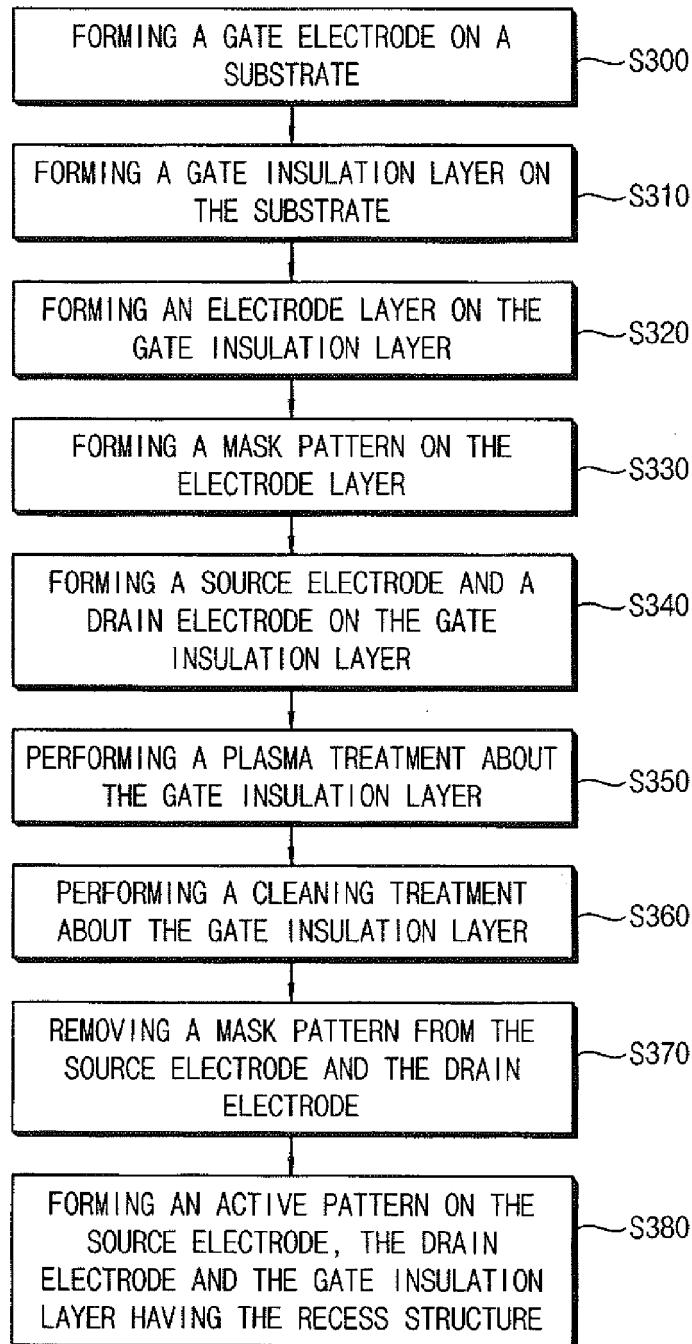 FORMING A GATE ELECTRODE ON A
SUBSTRATE
S300
FORMING A GATE INSULATION LAYER ON
THE SUBSTRATE
S310
FORMING AN ELECTRODE LAYER ON THE
GATE INSULATION LAYER
S320
FORMING A MASK PATTERN ON THE
ELECTRODE LAYER
S330
FORMING A SOURCE ELECTRODE AND A
DRAIN ELECTRODE ON THE GATE
INSULATION LAYER
S340
PERFORMING A PLASMA TREATMENT ABOUT
THE GATE INSULATION LAYER
S350
PERFORMING A CLEANING TREATMENT
ABOUT THE GATE INSULATION LAYER
S360
REMOVING A MASK PATTERN FROM THE
SOURCE ELECTRODE AND THE DRAIN
ELECTRODE
S370
FORMING AN ACTIVE PATTERN ON THE
SOURCE ELECTRODE, THE DRAIN
ELECTRODE AND THE GATE INSULATION
LAYER HAVING THE RECESS STRUCTURE
S380